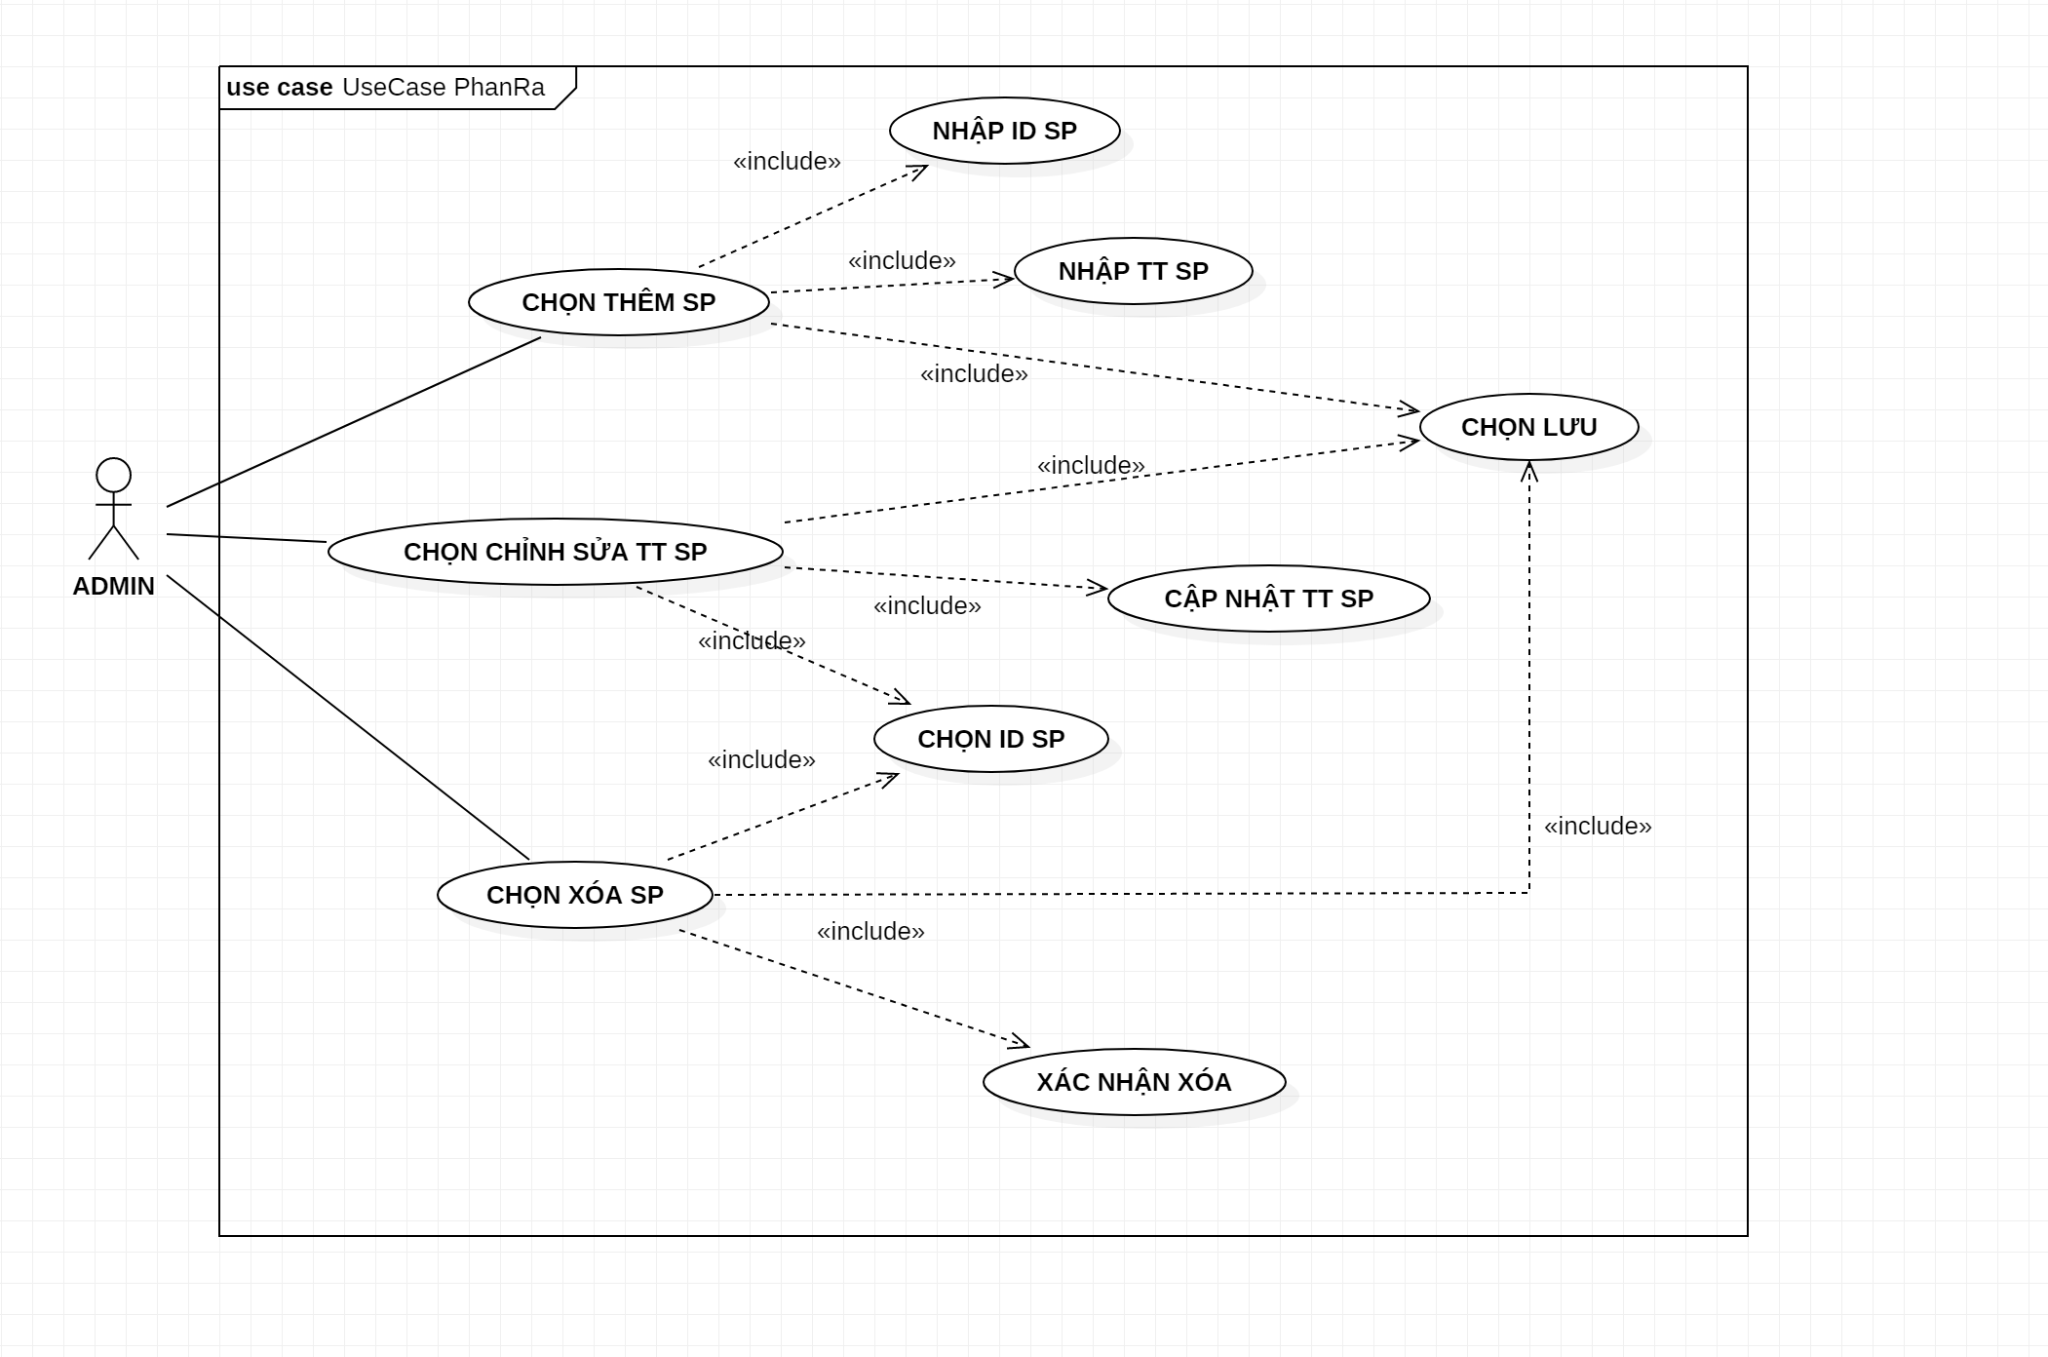 use case UseCase PhanRa
NHẬP ID SP
«include»
«include»
NHẬP TT SP
CHỌN THÊM SP
«include»
CHỌN LƯU
«include»
CHỌN CHỈNH SỬA TT SP
ADMIN
CẬP NHẬT TT SP
«include»
«include»
CHỌN ID SP
«include»
«include»
CHỌN XÓA SP
«include»
XÁC NHẬN XÓA